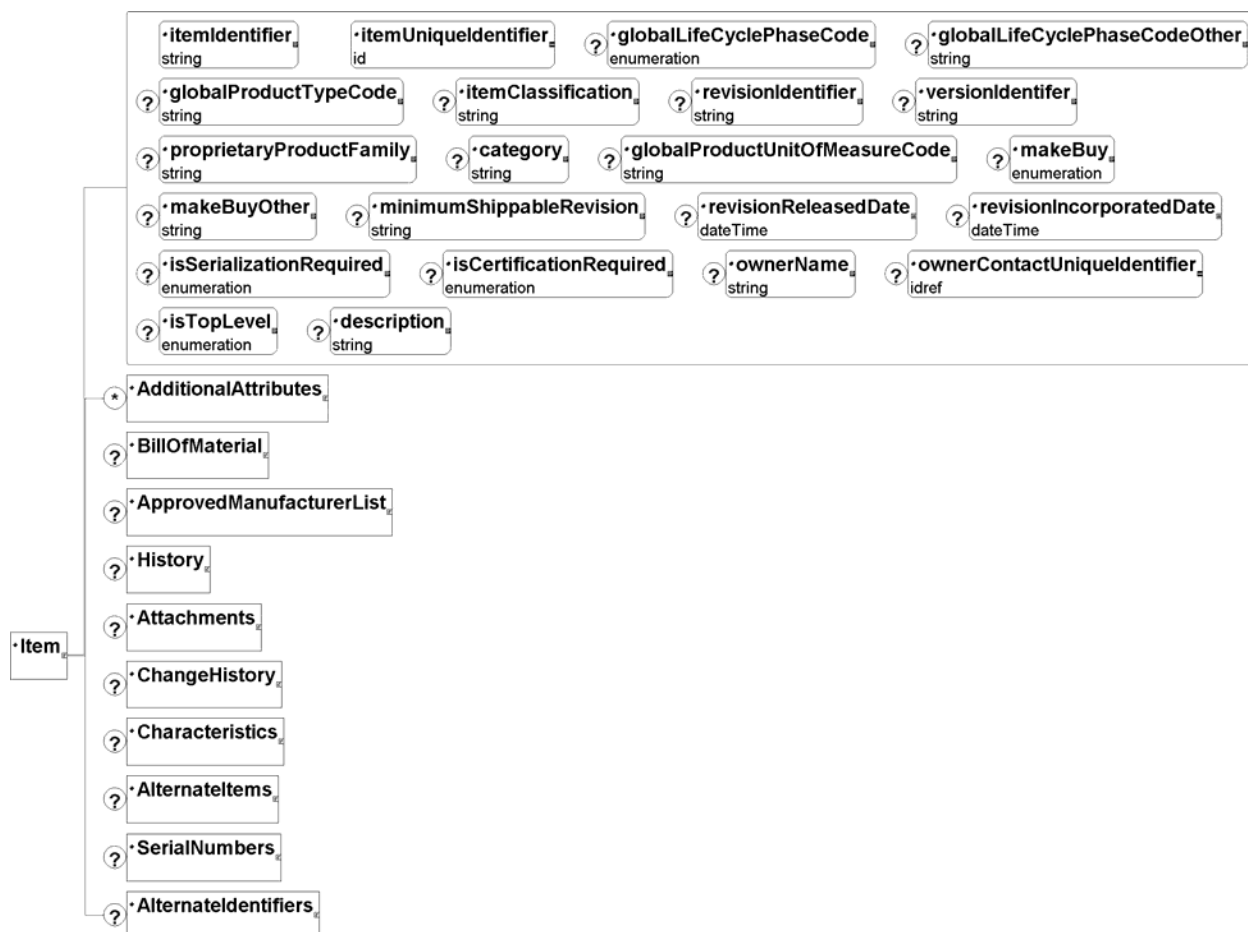 itemIdentifier itemUniqueIdentifier ? globalLifeCyclePhaseCode ? globalLifeCyclePhaseCodeOther
string id enumeration string
? globalProductTypeCode ? itemClassification ? revisionIdentifier ? versionIdentifer
string string string string
? proprietaryProductFamily ? category ? globalProductUnitOfMeasureCode ? makeBuy
string string string enumeration
? makeBuyOther ? minimumShippableRevision ? revisionReleasedDate ? revisionIncorporatedDate
string string dateTime dateTime
? isSerializationRequired ? isCertificationRequired ? ownerName ? ownerContactUniqueIdentifier
enumeration enumeration string idref
? isTopLevel ? description
enumeration string
* AdditionalAttributes
? BillOfMaterial
? ApprovedManufacturerList
? History
? Attachments
Item
? ChangeHistory
? Characteristics
? AlternateItems
? SerialNumbers
? AlternateIdentifiers